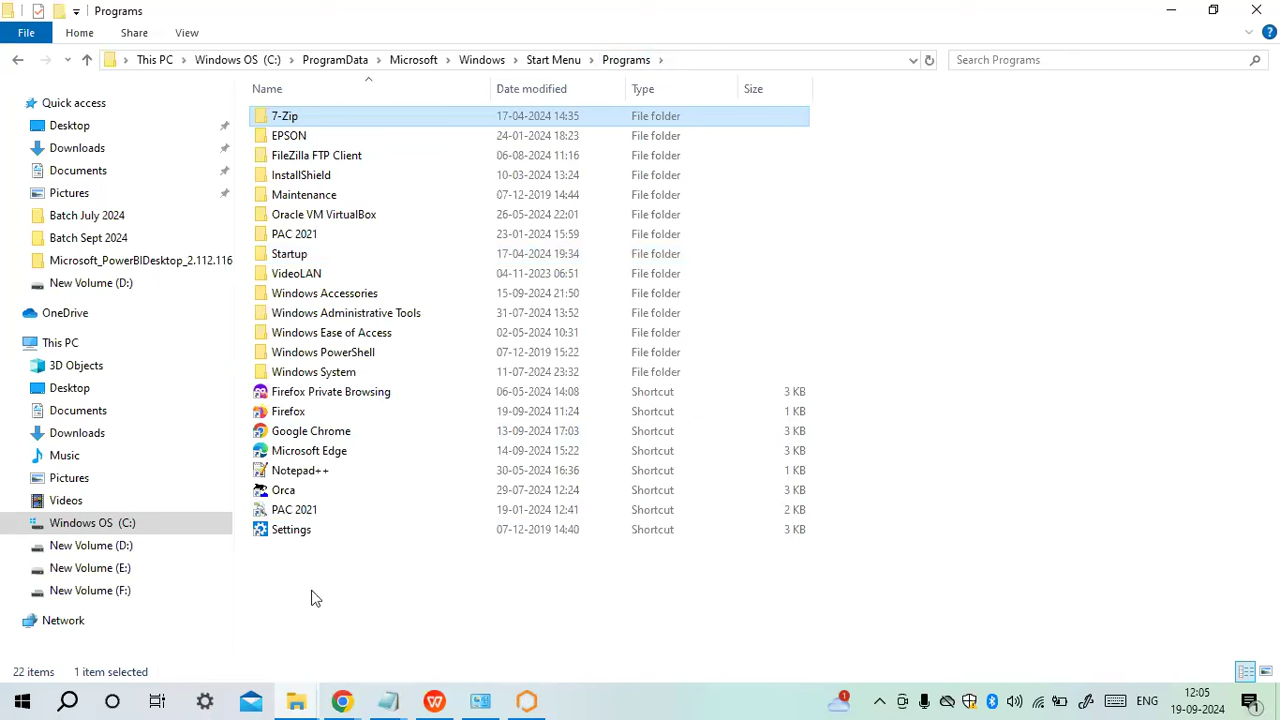 Programs
File Home Share View
This PC Windows OS (C:) ProgramData Microsoft Windows Start Menu Programs Search Programs
Name Date modified Type Size
Quick access
Desktop
Downloads
Documents
Pictures
Batch July 2024
Batch Sept 2024
Microsoft_PowerBIDesktop_2.112.116
New Volume (D:)
OneDrive
This PC
3D Objects
Desktop
Documents
Downloads
Music
Pictures
Videos
Windows OS (C:)
New Volume (D:)
New Volume (E:)
New Volume (F:)
Network
7-Zip 17-04-2024 14:35 File folder
EPSON 24-01-2024 18:23 File folder
FileZilla FTP Client 06-08-2024 11:16 File folder
InstallShield 10-03-2024 13:24 File folder
Maintenance 07-12-2019 14:44 File folder
Oracle VM VirtualBox 26-05-2024 22:01 File folder
PAC 2021 23-01-2024 15:59 File folder
Startup 17-04-2024 19:34 File folder
VideoLAN 04-11-2023 06:51 File folder
Windows Accessories 15-09-2024 21:50 File folder
Windows Administrative Tools 31-07-2024 13:52 File folder
Windows Ease of Access 02-05-2024 10:31 File folder
Windows PowerShell 07-12-2019 15:22 File folder
Windows System 11-07-2024 23:32 File folder
Firefox Private Browsing 06-05-2024 14:08 Shortcut 3 KB
Firefox 19-09-2024 11:24 Shortcut 1 KB
Google Chrome 13-09-2024 17:03 Shortcut 3 KB
Microsoft Edge 14-09-2024 15:22 Shortcut 3 KB
Notepad++ 30-05-2024 16:36 Shortcut 1 KB
Orca 29-07-2024 12:24 Shortcut 3 KB
PAC 2021 19-01-2024 12:41 Shortcut 2 KB
Settings 07-12-2019 14:40 Shortcut 3 KB
22 items 1 item selected
1 ENG 12:05
19-09-2024 1